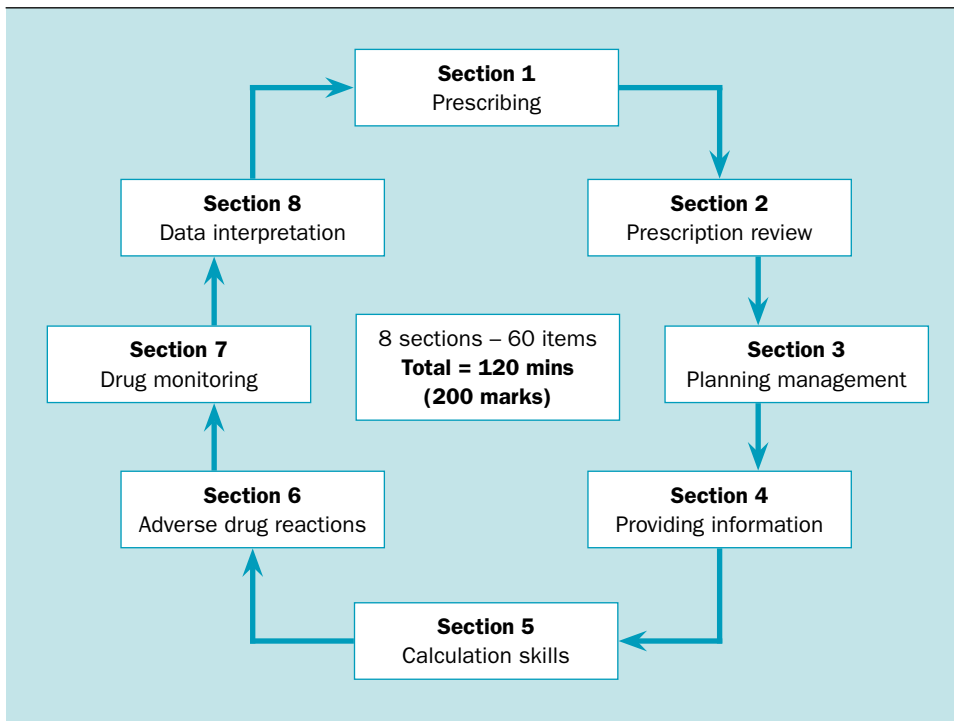 Section 1
Prescribing
Section 2
Prescription review
Section 3
Planning management
Section 4
Providing information
Section 5
Calculation skills
Section 6
Adverse drug reactions
Section 7
Drug monitoring
Section 8
Data interpretation
8 sections – 60 items
Total = 120 mins
(200 marks)